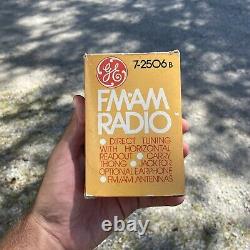 GE
7-2506 B
FM·AM
RADIO
• DIRECT TUNING
WITH HORIZONTAL
READOUT • CARRY
THONG • JACK FOR
OPTIONAL EARPHONE
• FM/AM ANTENNAS